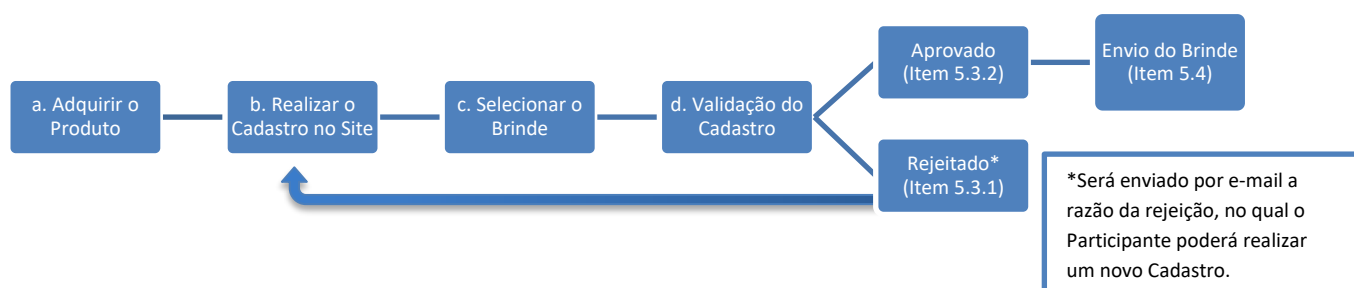 a. Adquirir o
Produto
b. Realizar o
Cadastro no Site
c. Selecionar o
Brinde
d. Validação do
Cadastro
Aprovado
(Item 5.3.2)
Envio do Brinde
(Item 5.4)
Rejeitado*
(Item 5.3.1)
*Será enviado por e-mail a
razão da rejeição, no qual o
Participante poderá realizar
um novo Cadastro.